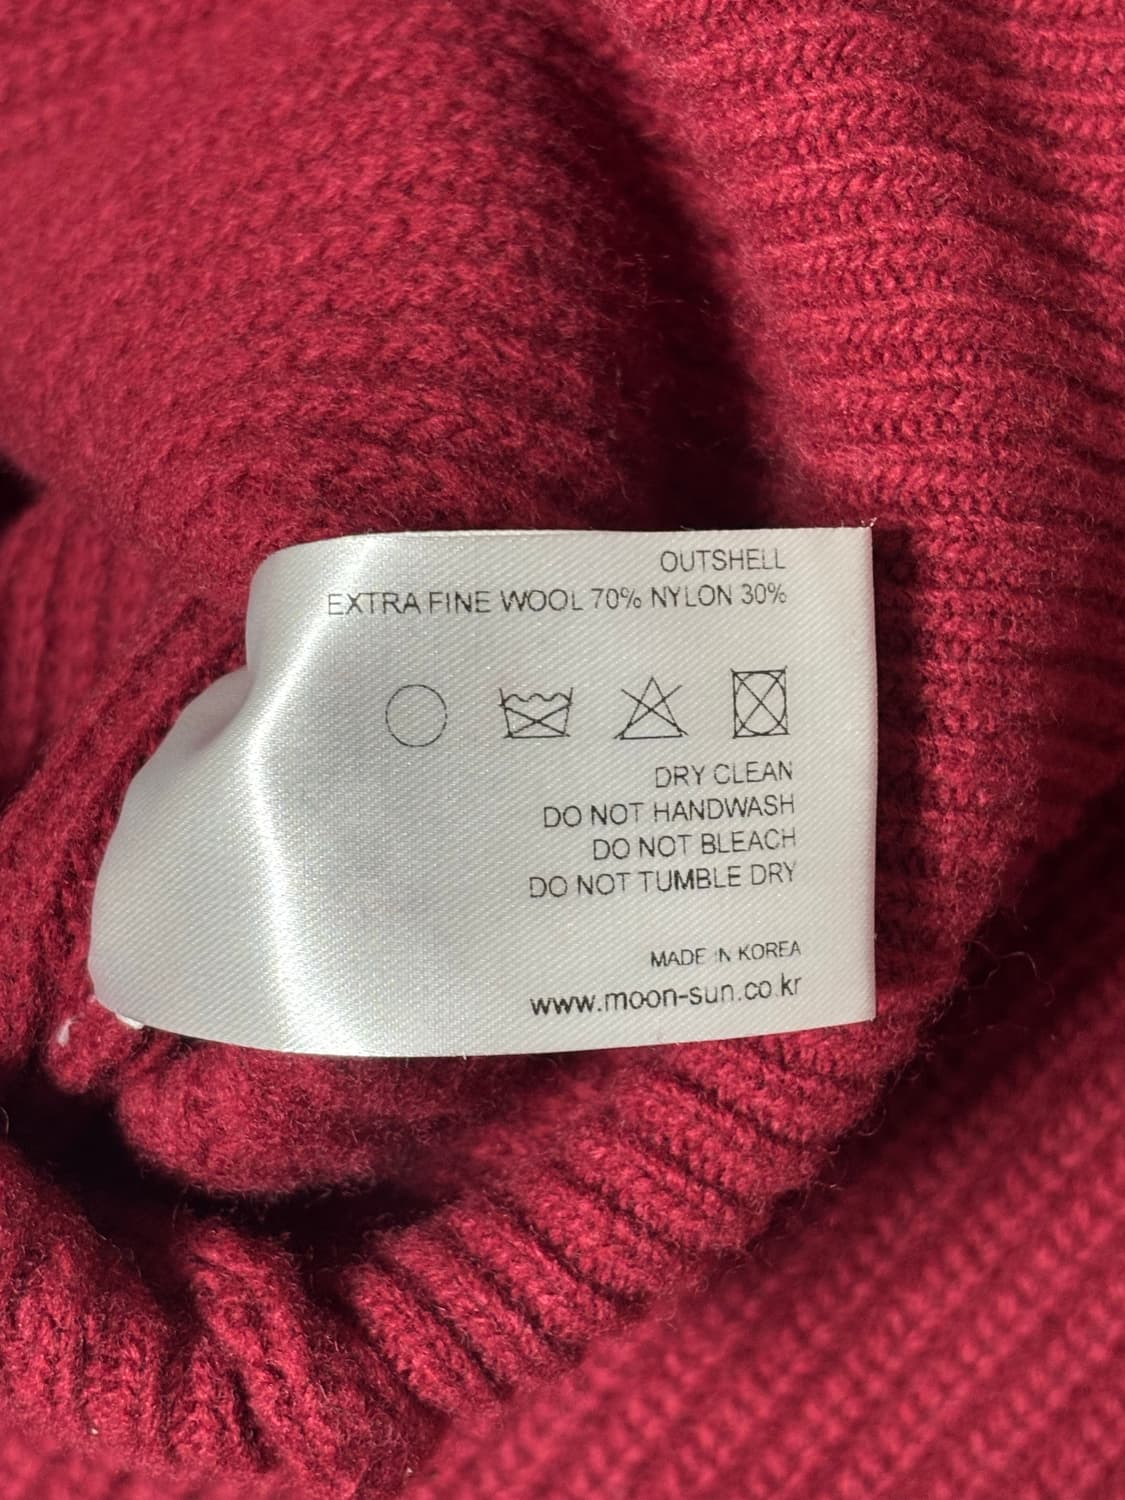 OUTSHELL
EXTRA FINE WOOL 70% NYLON 30%
DRY CLEAN
DO NOT HANDWASH
DO NOT BLEACH
DO NOT TUMBLE DRY
MADE IN KOREA
www.moon-sun.co.kr